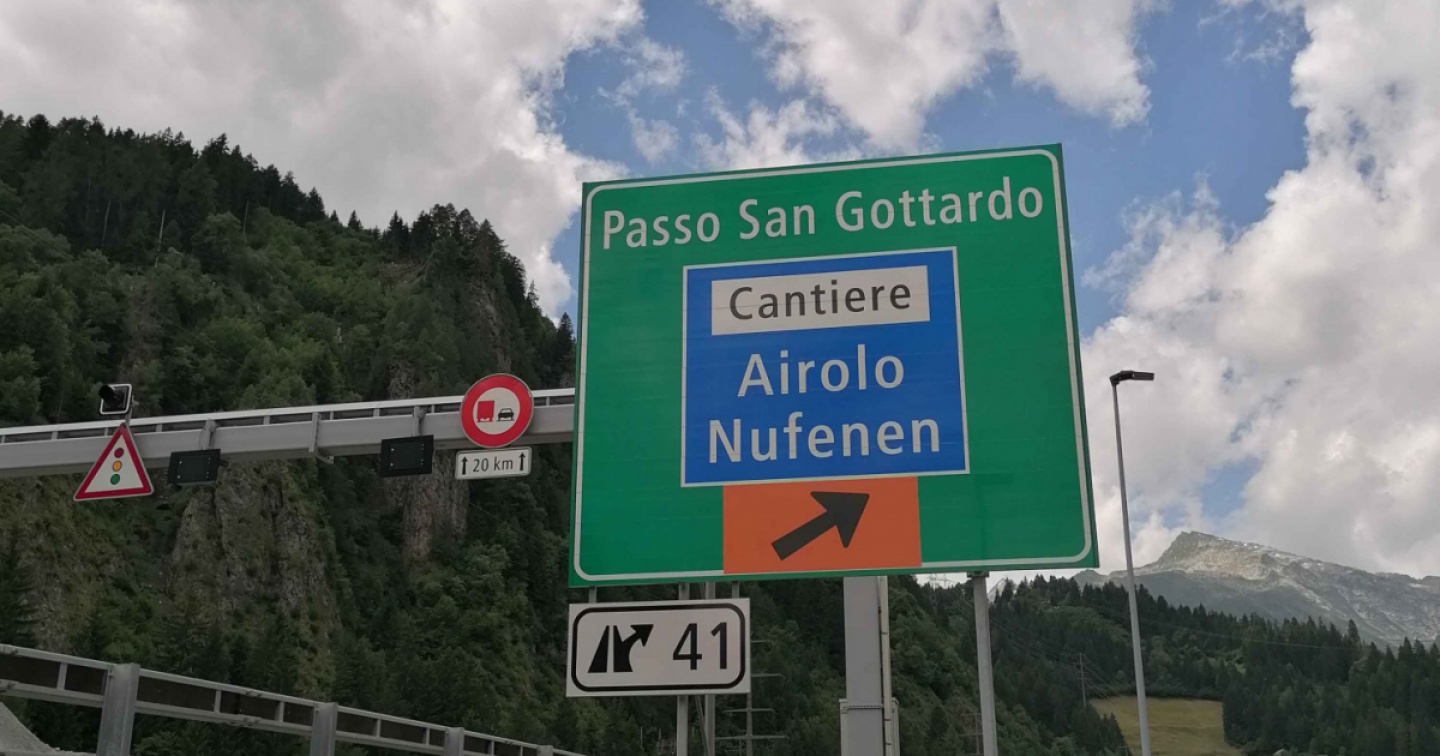 Passo San Gottardo
Cantiere
Airolo
Nufenen
20 km
41